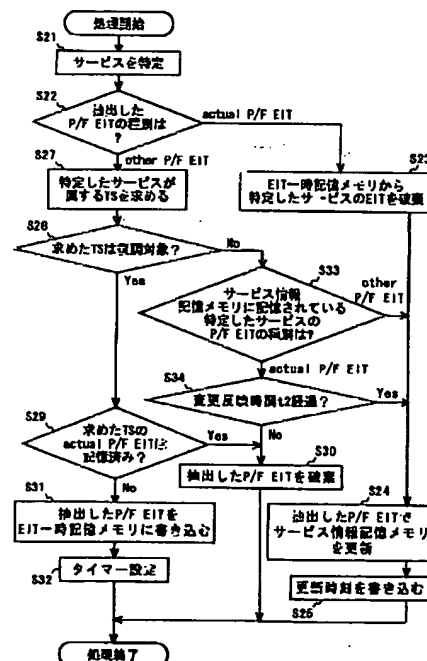 処理開始
S21
サービスを特定
S22
抽出した
P/F EITの種別は
?
actual P/F EIT
other P/F EIT
S27
特定したサービスが
属するTSを求める
S23
EIT一時記憶メモリから
特定したサービスのEITを破棄
S28
求めたTSは復調対象?
No
Yes
S33
サービス情報
記憶メモリに記憶されている
特定したサービスの
P/F EITの種別は?
other
P/F EIT
actual P/F EIT
S34
変更反映時間t2経過?
Yes
No
S29
求めたTSの
actual P/F EITは
記憶済み?
Yes
No
S30
抽出したP/F EITを破棄
S31
抽出したP/F EITを
EIT一時記憶メモリに書き込む
S24
抽出したP/F EITで
サービス情報記憶メモリ
を更新
S32
タイマー設定
更新時刻を書き込む
S25
処理終了